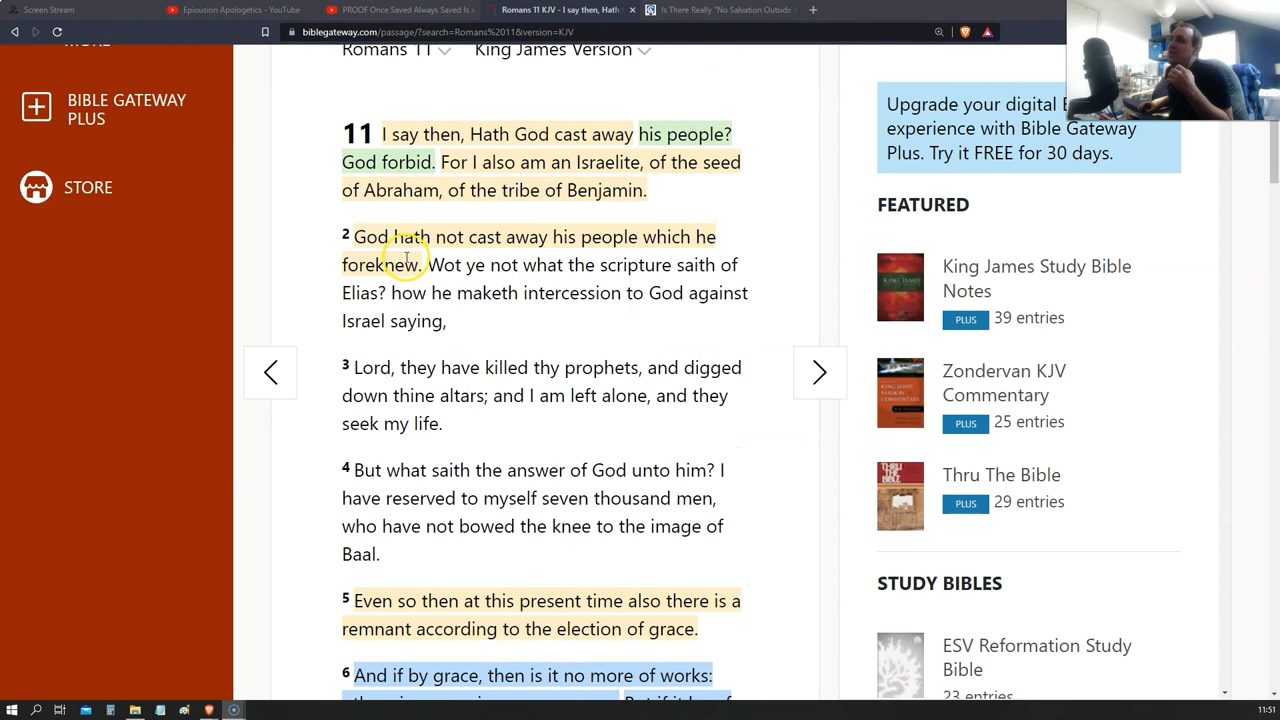 Screen Stream
Epiousion Apologetics - YouTube
PROOF Once Saved Always Saved Is a
Romans 11 KJV - I say then, Hath
Is There Really "No Salvation Outside
biblegateway.com/passage/?search=Romans%2011&version=KJV
BIBLE GATEWAY
PLUS
STORE
Romans 11
King James Version
11 I say then, Hath God cast away his people?
God forbid. For I also am an Israelite, of the seed
of Abraham, of the tribe of Benjamin.
2 God hath not cast away his people which he
foreknew. Wot ye not what the scripture saith of
Elias? how he maketh intercession to God against
Israel saying,
3 Lord, they have killed thy prophets, and digged
down thine altars; and I am left alone, and they
seek my life.
4 But what saith the answer of God unto him? I
have reserved to myself seven thousand men,
who have not bowed the knee to the image of
Baal.
5 Even so then at this present time also there is a
remnant according to the election of grace.
6 And if by grace, then is it no more of works:
Upgrade your digital
experience with Bible Gateway
Plus. Try it FREE for 30 days.
FEATURED
King James Study Bible
Notes
PLUS 39 entries
Zondervan KJV
Commentary
PLUS 25 entries
Thru The Bible
PLUS 29 entries
STUDY BIBLES
ESV Reformation Study
Bible
23 entries
11:51